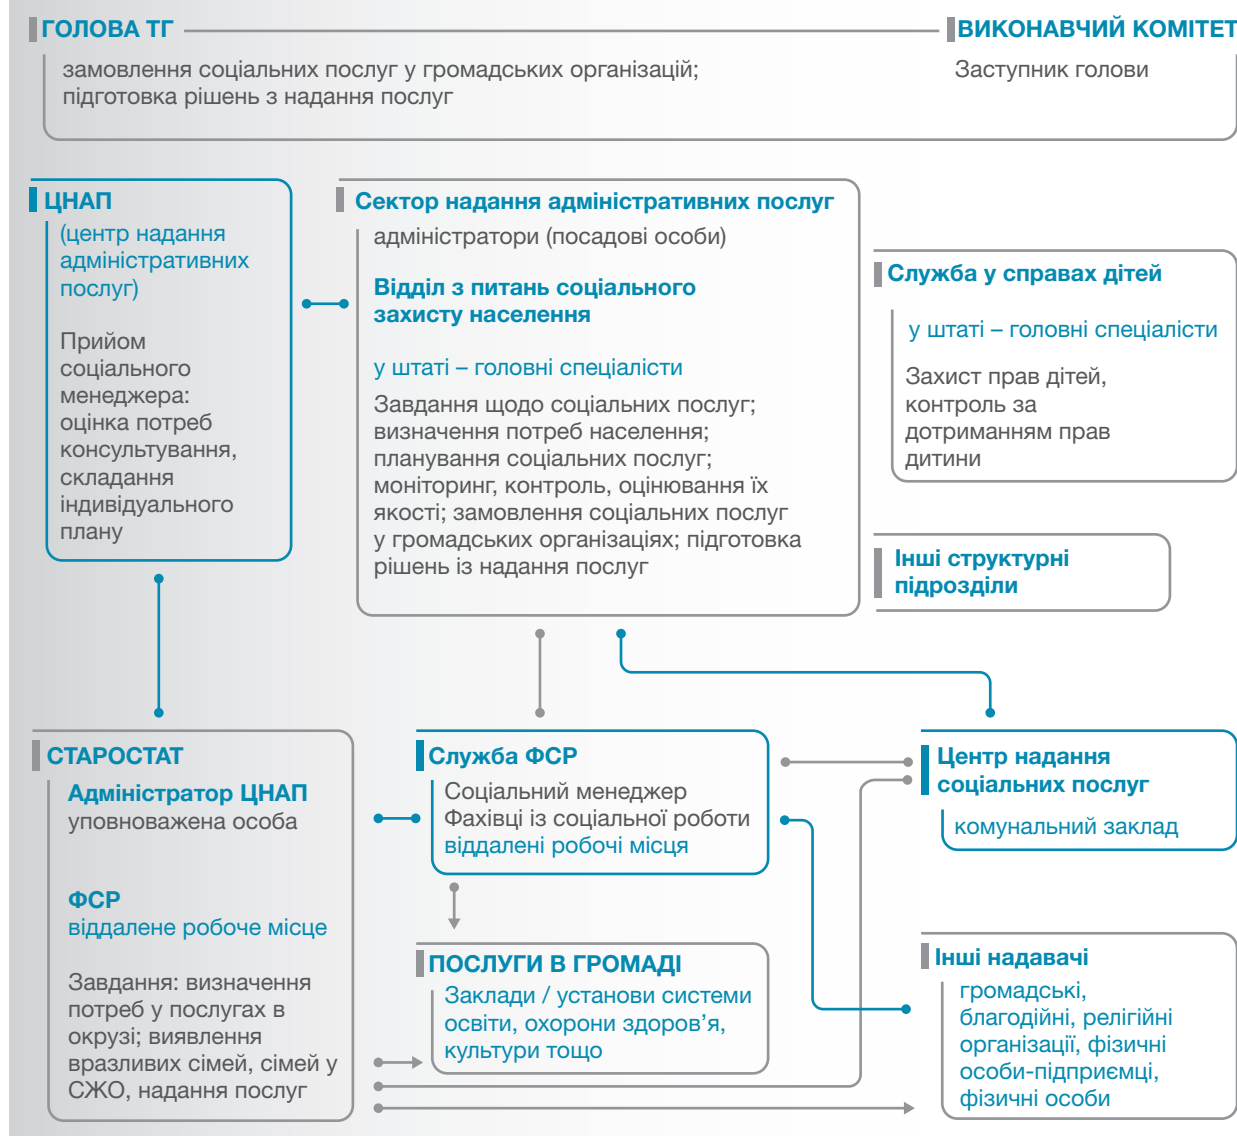 ГОЛОВА ТГ
ВИКОНАВЧИЙ КОМІТЕТ
замовлення соціальних послуг у громадських організацій;
підготовка рішень з надання послуг
Заступник голови
ЦНАП
(центр надання
адміністративних
послуг)
Прийом
соціального
менеджера:
оцінка потреб
консультування,
складання
індивідуального
плану
Сектор надання адміністративних послуг
адміністратори (посадові особи)
Відділ з питань соціального
захисту населення
у штаті – головні спеціалісти
Завдання щодо соціальних послуг;
визначення потреб населення;
планування соціальних послуг;
моніторинг, контроль, оцінювання їх
якості; замовлення соціальних послуг
у громадських організаціях; підготовка
рішень із надання послуг
Служба у справах дітей
у штаті – головні спеціалісти
Захист прав дітей,
контроль за
дотриманням прав
дитини
Інші структурні
підрозділи
СТАРОСТАТ
Адміністратор ЦНАП
уповноважена особа
ФСР
віддалене робоче місце
Завдання: визначення
потреб у послугах в
окрузі; виявлення
вразливих сімей, сімей у
СЖО, надання послуг
Служба ФСР
Соціальний менеджер
Фахівці із соціальної роботи
віддалені робочі місця
ПОСЛУГИ В ГРОМАДІ
Заклади / установи системи
освіти, охорони здоров’я,
культури тощо
Центр надання
соціальних послуг
комунальний заклад
Інші надавачі
громадські,
благодійні, релігійні
організації, фізичні
особи-підприємці,
фізичні особи